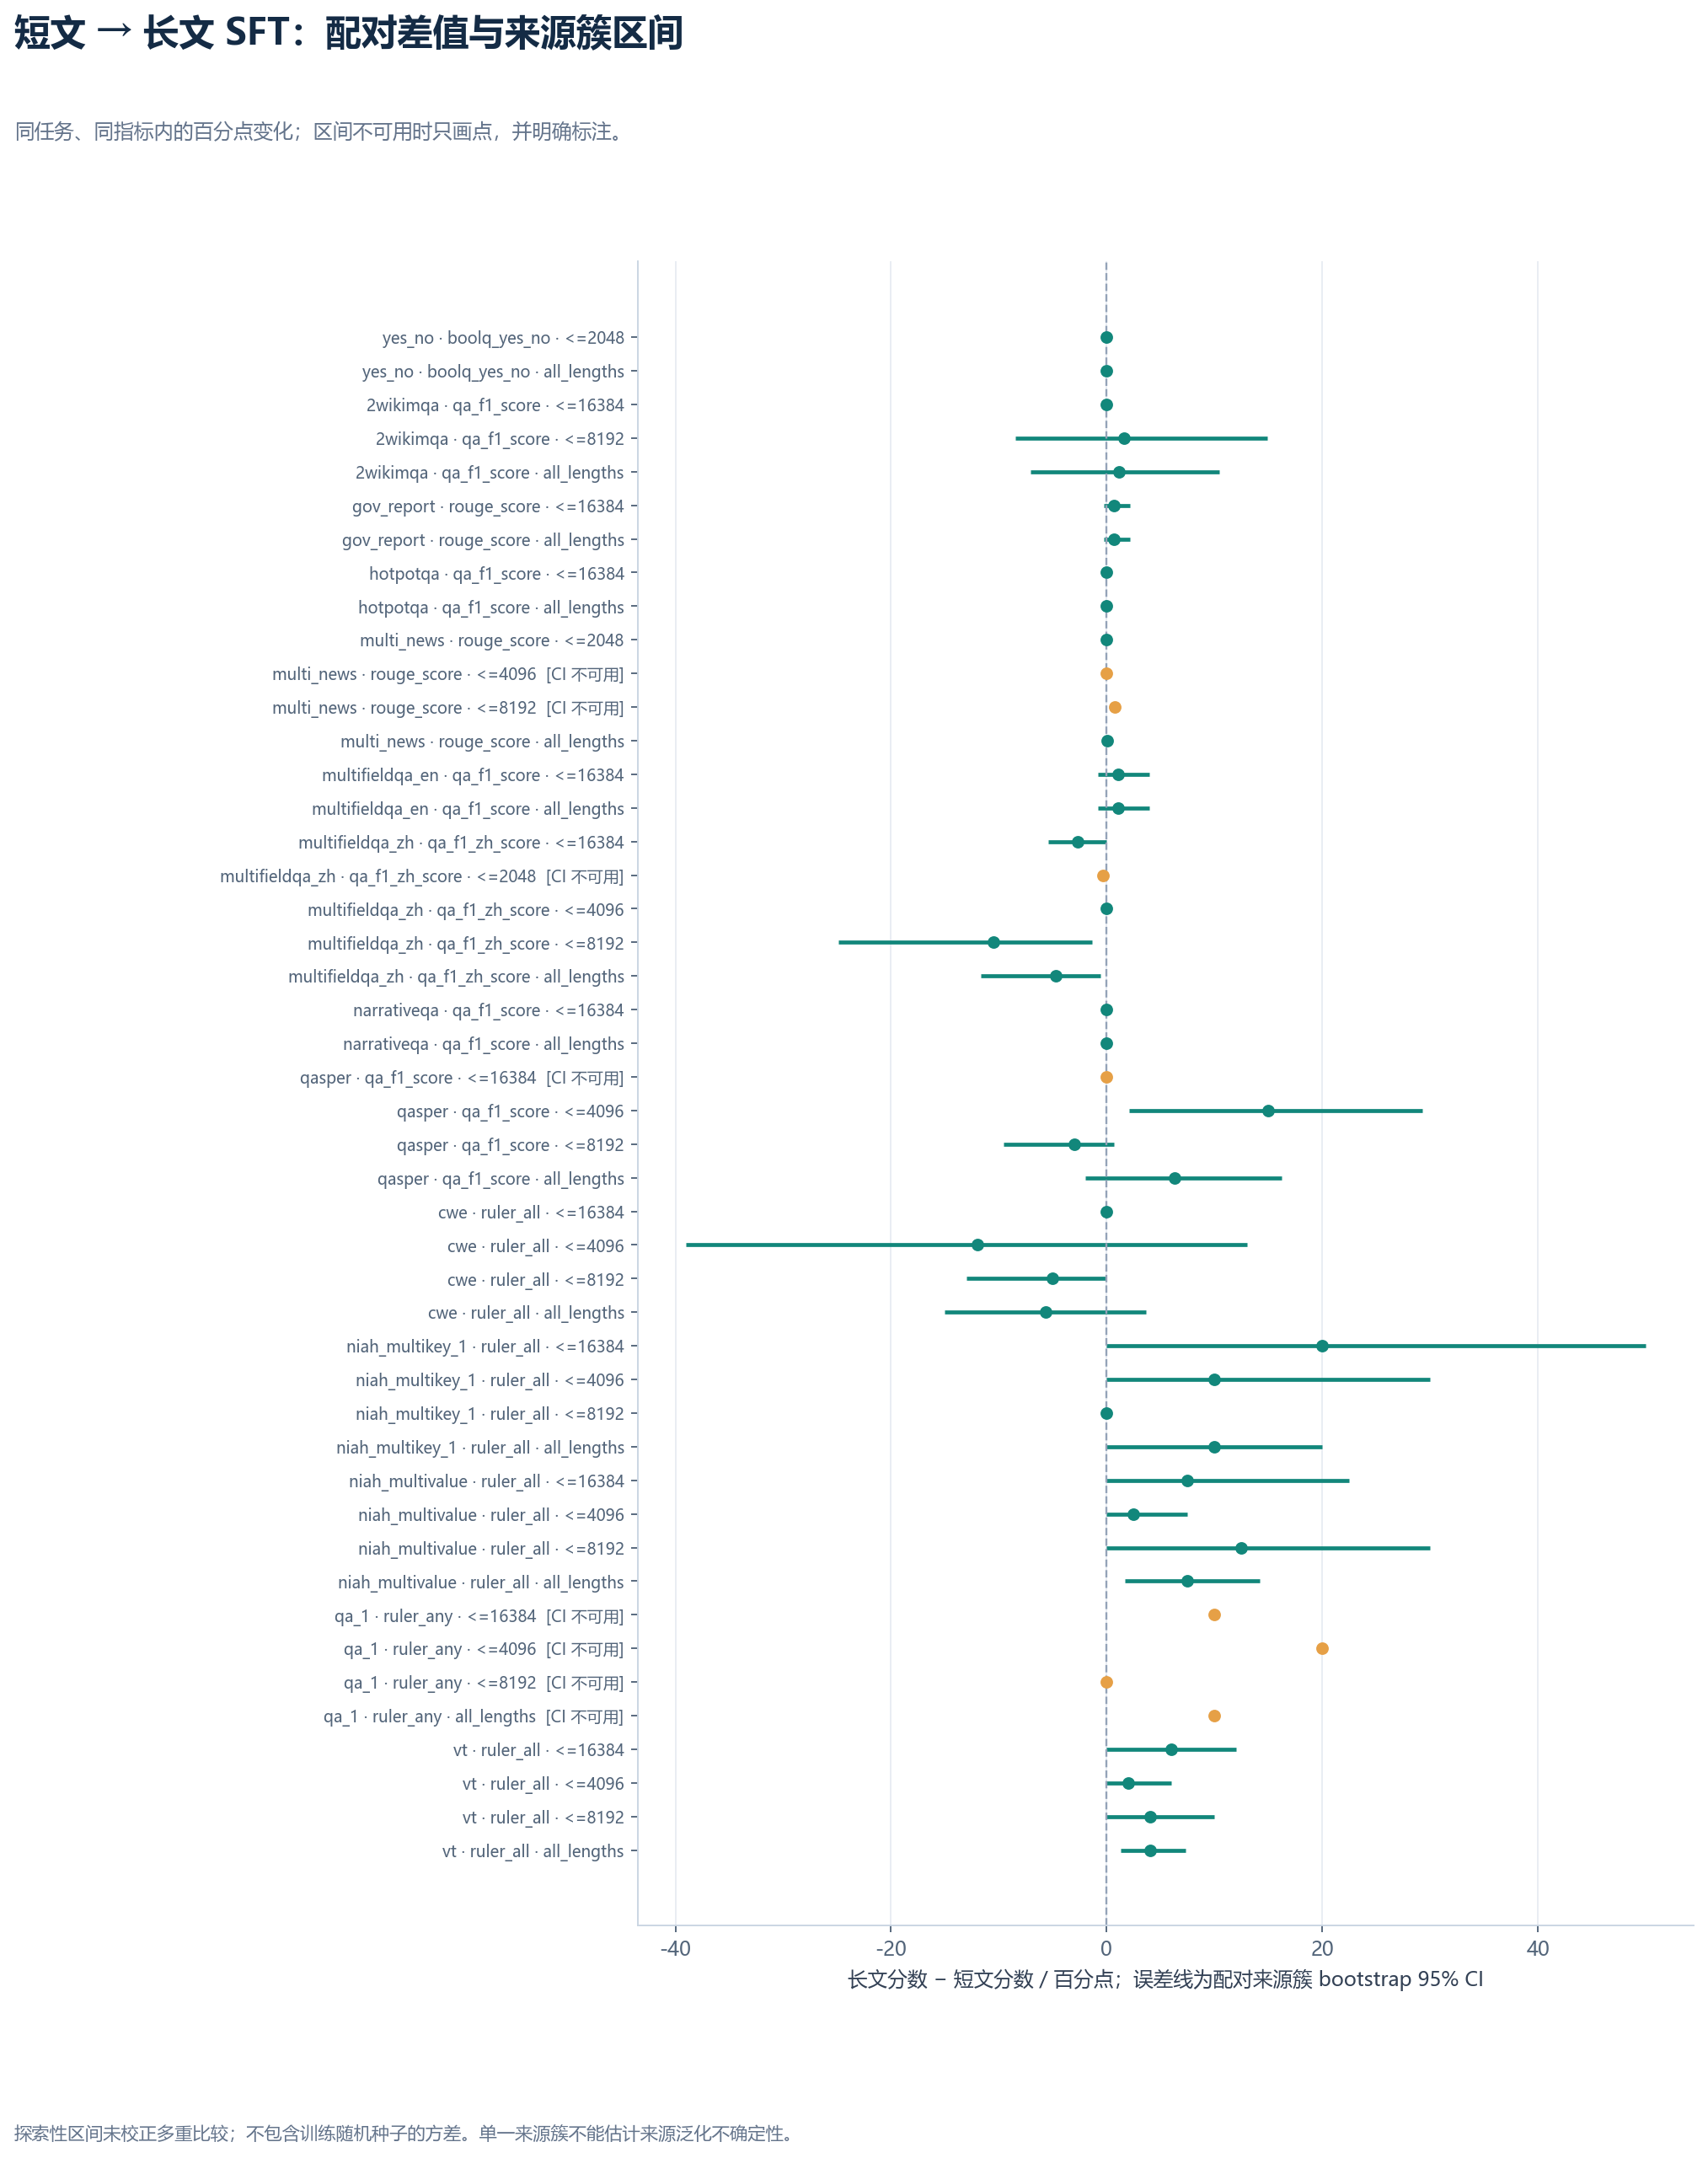 短文 → 长文 SFT：配对差值与来源簇区间
同任务、同指标内的百分点变化；区间不可用时只画点，并明确标注。
yes_no · boolq_yes_no · <=2048
yes_no · boolq_yes_no · all_lengths
2wikimqa · qa_f1_score · <=16384
2wikimqa · qa_f1_score · <=8192
2wikimqa · qa_f1_score · all_lengths
gov_report · rouge_score · <=16384
gov_report · rouge_score · all_lengths
hotpotqa · qa_f1_score · <=16384
hotpotqa · qa_f1_score · all_lengths
multi_news · rouge_score · <=2048
multi_news · rouge_score · <=4096 [CI 不可用]
multi_news · rouge_score · <=8192 [CI 不可用]
multi_news · rouge_score · all_lengths
multifieldqa_en · qa_f1_score · <=16384
multifieldqa_en · qa_f1_score · all_lengths
multifieldqa_zh · qa_f1_zh_score · <=16384
multifieldqa_zh · qa_f1_zh_score · <=2048 [CI 不可用]
multifieldqa_zh · qa_f1_zh_score · <=4096
multifieldqa_zh · qa_f1_zh_score · <=8192
multifieldqa_zh · qa_f1_zh_score · all_lengths
narrativeqa · qa_f1_score · <=16384
narrativeqa · qa_f1_score · all_lengths
qasper · qa_f1_score · <=16384 [CI 不可用]
qasper · qa_f1_score · <=4096
qasper · qa_f1_score · <=8192
qasper · qa_f1_score · all_lengths
cwe · ruler_all · <=16384
cwe · ruler_all · <=4096
cwe · ruler_all · <=8192
cwe · ruler_all · all_lengths
niah_multikey_1 · ruler_all · <=16384
niah_multikey_1 · ruler_all · <=4096
niah_multikey_1 · ruler_all · <=8192
niah_multikey_1 · ruler_all · all_lengths
niah_multivalue · ruler_all · <=16384
niah_multivalue · ruler_all · <=4096
niah_multivalue · ruler_all · <=8192
niah_multivalue · ruler_all · all_lengths
qa_1 · ruler_any · <=16384 [CI 不可用]
qa_1 · ruler_any · <=4096 [CI 不可用]
qa_1 · ruler_any · <=8192 [CI 不可用]
qa_1 · ruler_any · all_lengths [CI 不可用]
vt · ruler_all · <=16384
vt · ruler_all · <=4096
vt · ruler_all · <=8192
vt · ruler_all · all_lengths
-40 -20 0 20 40
长文分数 − 短文分数 / 百分点；误差线为配对来源簇 bootstrap 95% CI
探索性区间未校正多重比较；不包含训练随机种子的方差。单一来源簇不能估计来源泛化不确定性。